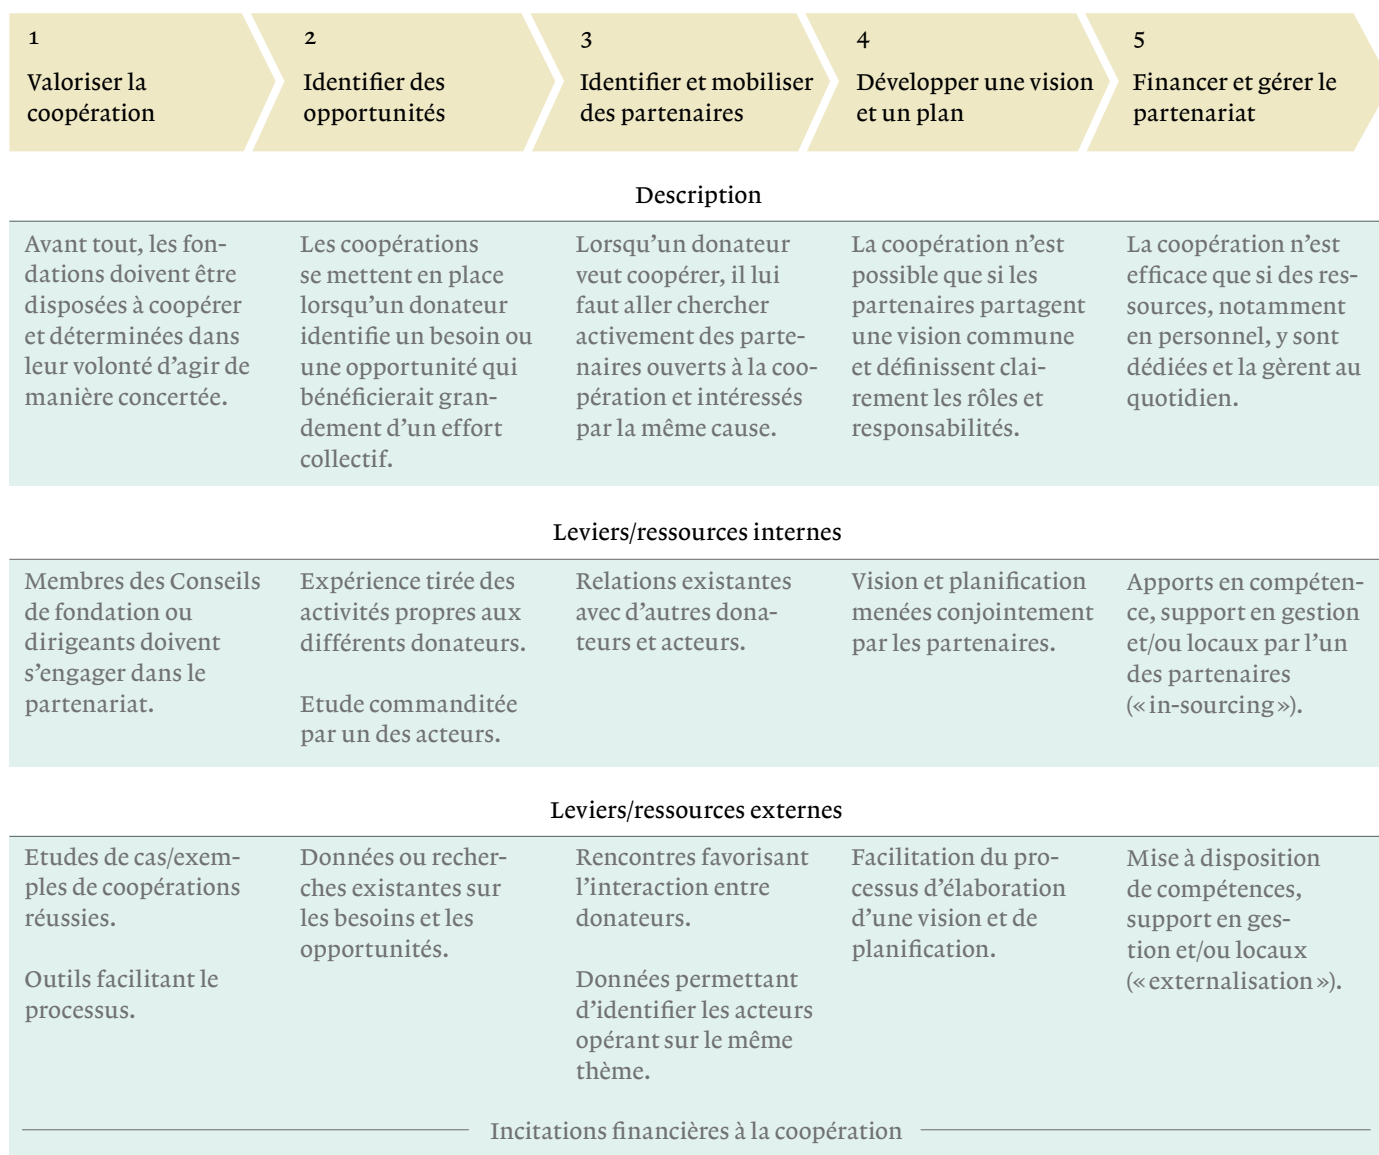 1
Valoriser la
coopération
2
Identifier des
opportunités
3
Identifier et mobiliser
des partenaires
4
Développer une vision
et un plan
5
Financer et gérer le
partenariat
Description
Avant tout, les fon-
dations doivent être
disposées à coopérer
et déterminées dans
leur volonté d’agir de
manière concertée.
Les coopérations
se mettent en place
lorsqu’un donateur
identifie un besoin ou
une opportunité qui
bénéficierait gran-
dement d’un effort
collectif.
Lorsqu’un donateur
veut coopérer, il lui
faut aller chercher
activement des parte-
naires ouverts à la coo-
pération et intéressés
par la même cause.
La coopération n’est
possible que si les
partenaires partagent
une vision commune
et définissent clai-
rement les rôles et
responsabilités.
La coopération n’est
efficace que si des res-
sources, notamment
en personnel, y sont
dédiées et la gèrent au
quotidien.
Leviers/ressources internes
Membres des Conseils
de fondation ou
dirigeants doivent
s’engager dans le
partenariat.
Expérience tirée des
activités propres aux
différents donateurs.
Etude commanditée
par un des acteurs.
Relations existantes
avec d’autres dona-
teurs et acteurs.
Vision et planification
menées conjointement
par les partenaires.
Apports en compéten-
ce, support en gestion
et/ou locaux par l’un
des partenaires
(« in-sourcing »).
Leviers/ressources externes
Etudes de cas/exem-
ples de coopérations
réussies.
Outils facilitant le
processus.
Données ou recher-
ches existantes sur
les besoins et les
opportunités.
Rencontres favorisant
l’interaction entre
donateurs.
Données permettant
d’identifier les acteurs
opérant sur le même
thème.
Facilitation du pro-
cessus d’élaboration
d’une vision et de
planification.
Mise à disposition
de compétences,
support en ges-
tion et/ou locaux
(« externalisation »).
Incitations financières à la coopération